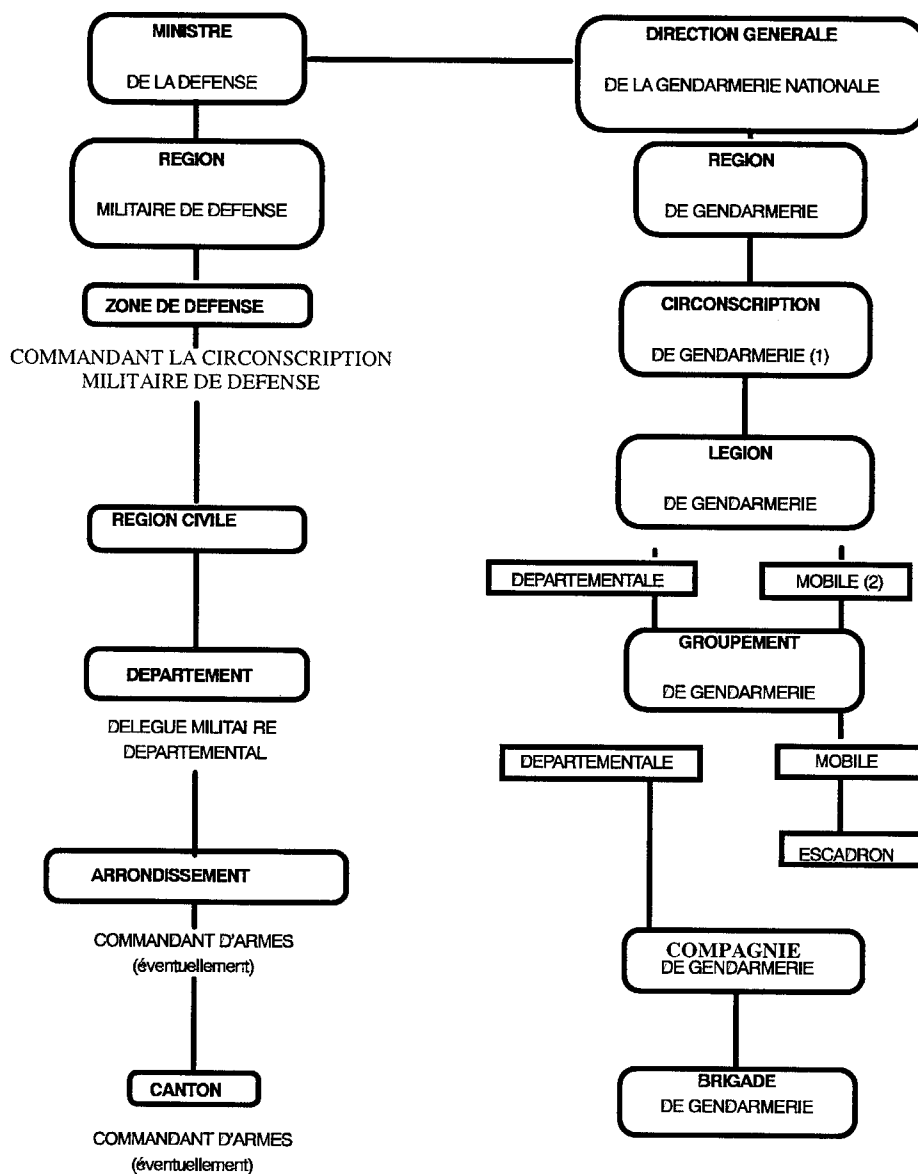 MINISTRE
DE LA DEFENSE
DIRECTION GENERALE
DE LA GENDARMERIE NATIONALE
REGION
MILITAIRE DE DEFENSE
REGION
DE GENDARMERIE
ZONE DE DEFENSE
COMMANDANT LA CIRCONSCRIPTION
MILITAIRE DE DEFENSE
CIRCONSCRIPTION
DE GENDARMERIE (1)
LEGION
DE GENDARMERIE
REGION CIVILE
DEPARTEMENTALE
MOBILE (2)
GROUPEMENT
DE GENDARMERIE
DEPARTEMENT
DELEGUE MILITAI RE
DEPARTEMENTAL
DEPARTEMENTALE
MOBILE
ESCADRON
ARRONDISSEMENT
COMMANDANT D'ARMES
(éventuellement)
COMPAGNIE
DE GENDARMERIE
CANTON
COMMANDANT D'ARMES
(éventuellement)
BRIGADE
DE GENDARMERIE